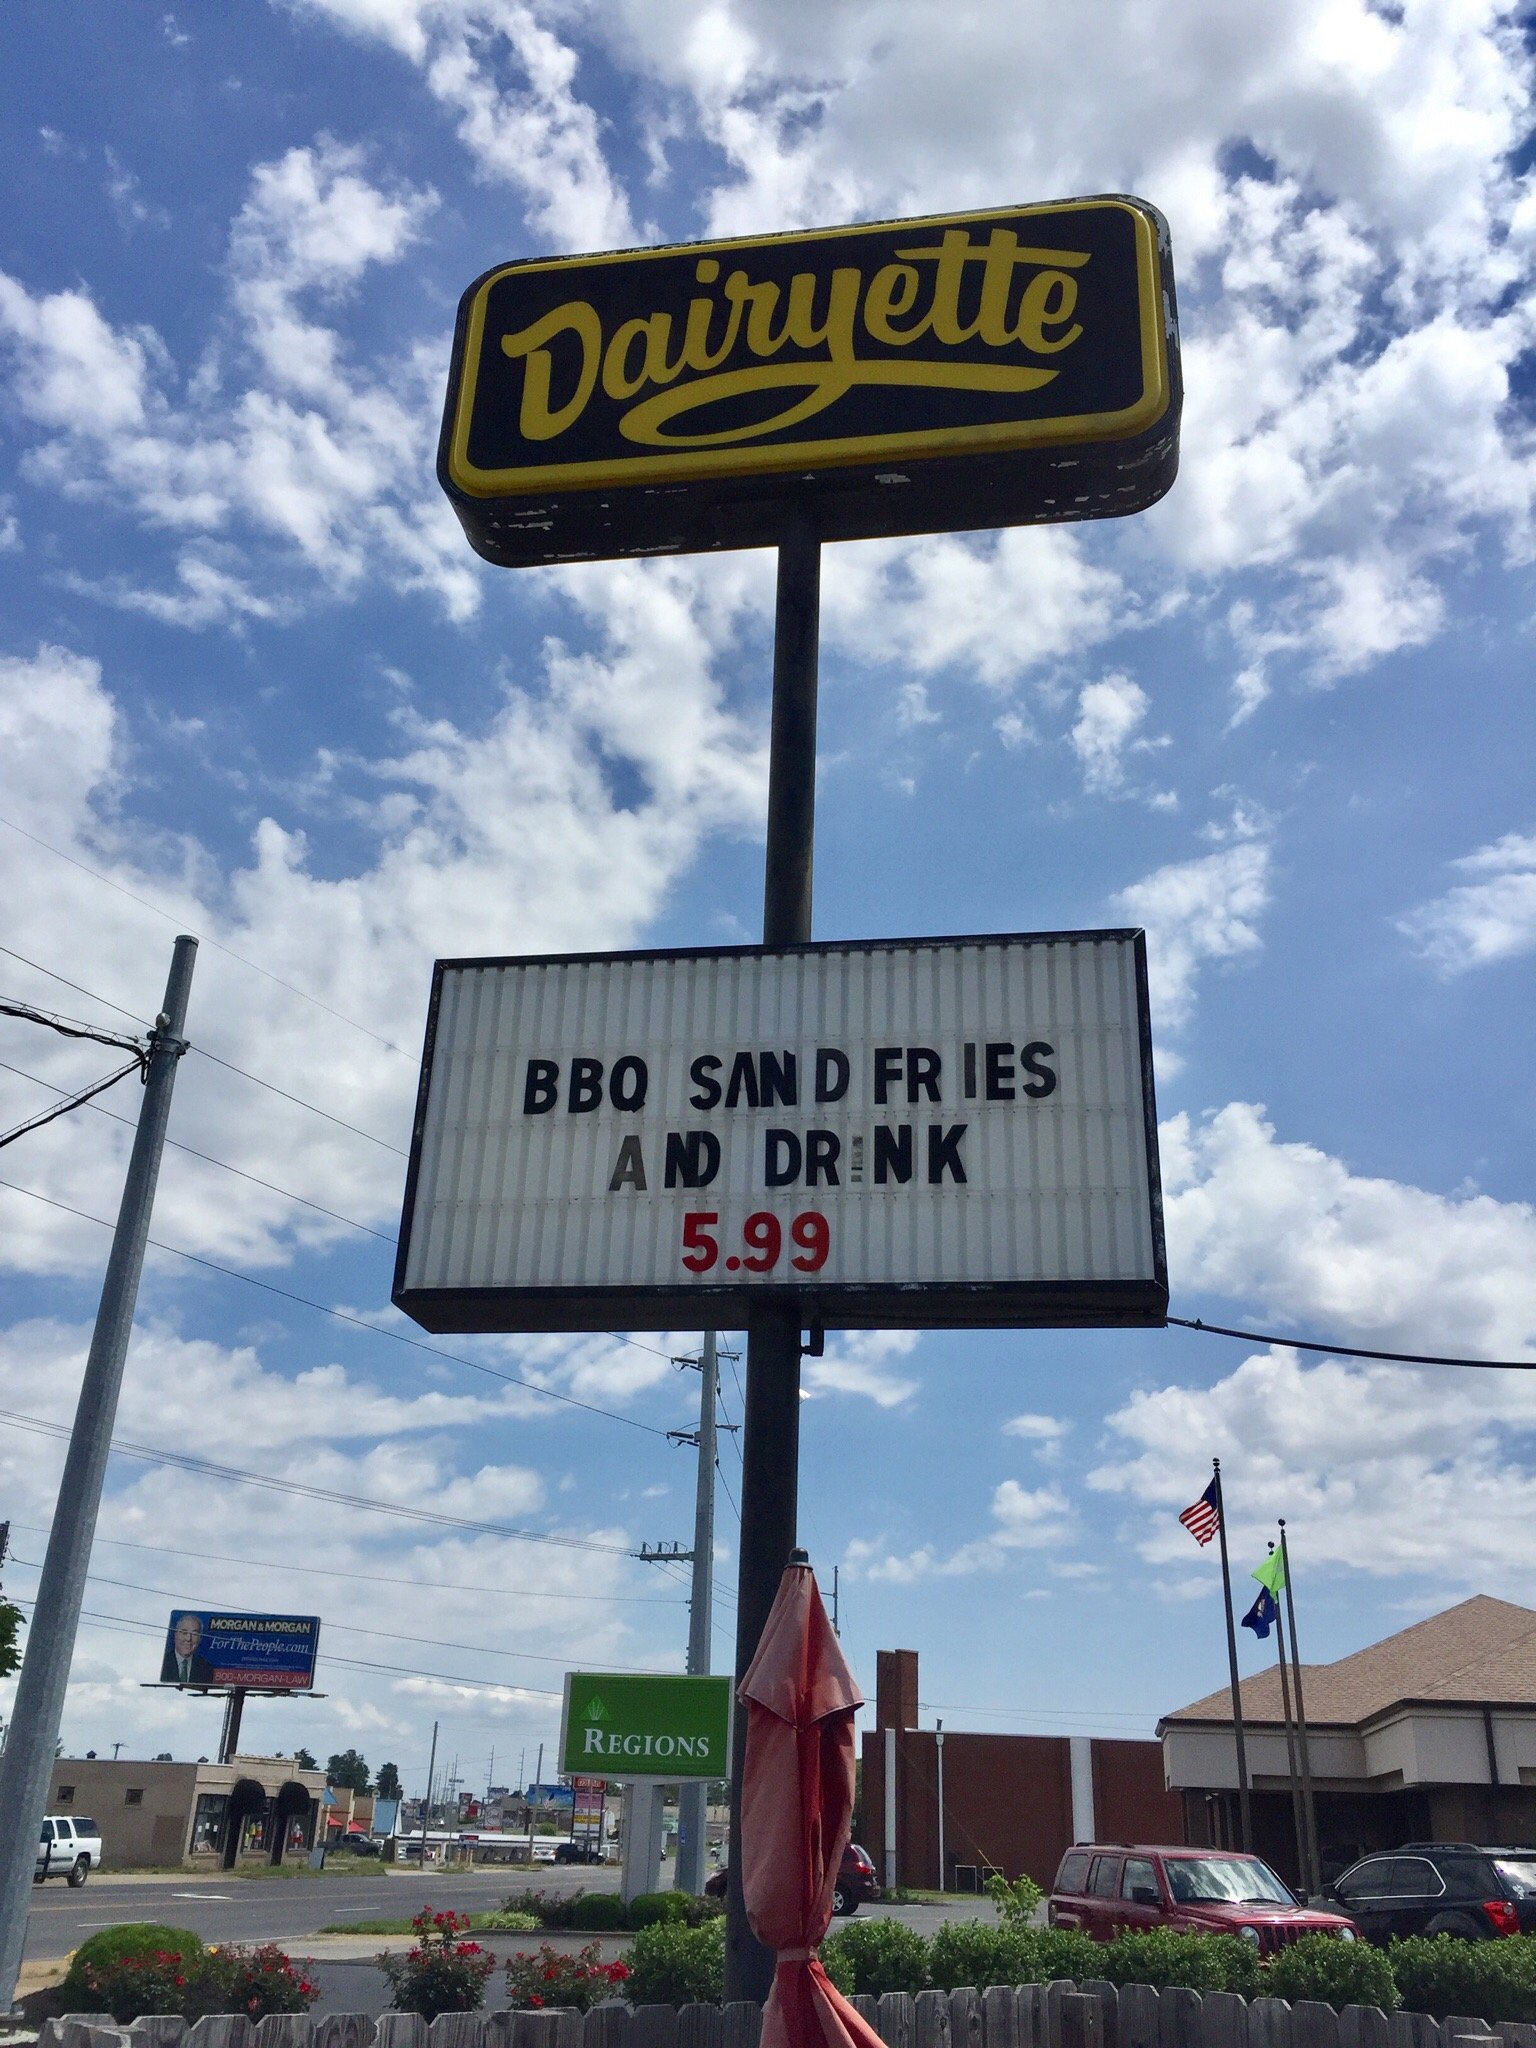 Dairyette
BBQ SAND FRIES
AND DRINK
5.99
MORGAN & MORGAN
ForThePeople.com
800-MORGAN-LAW
REGIONS